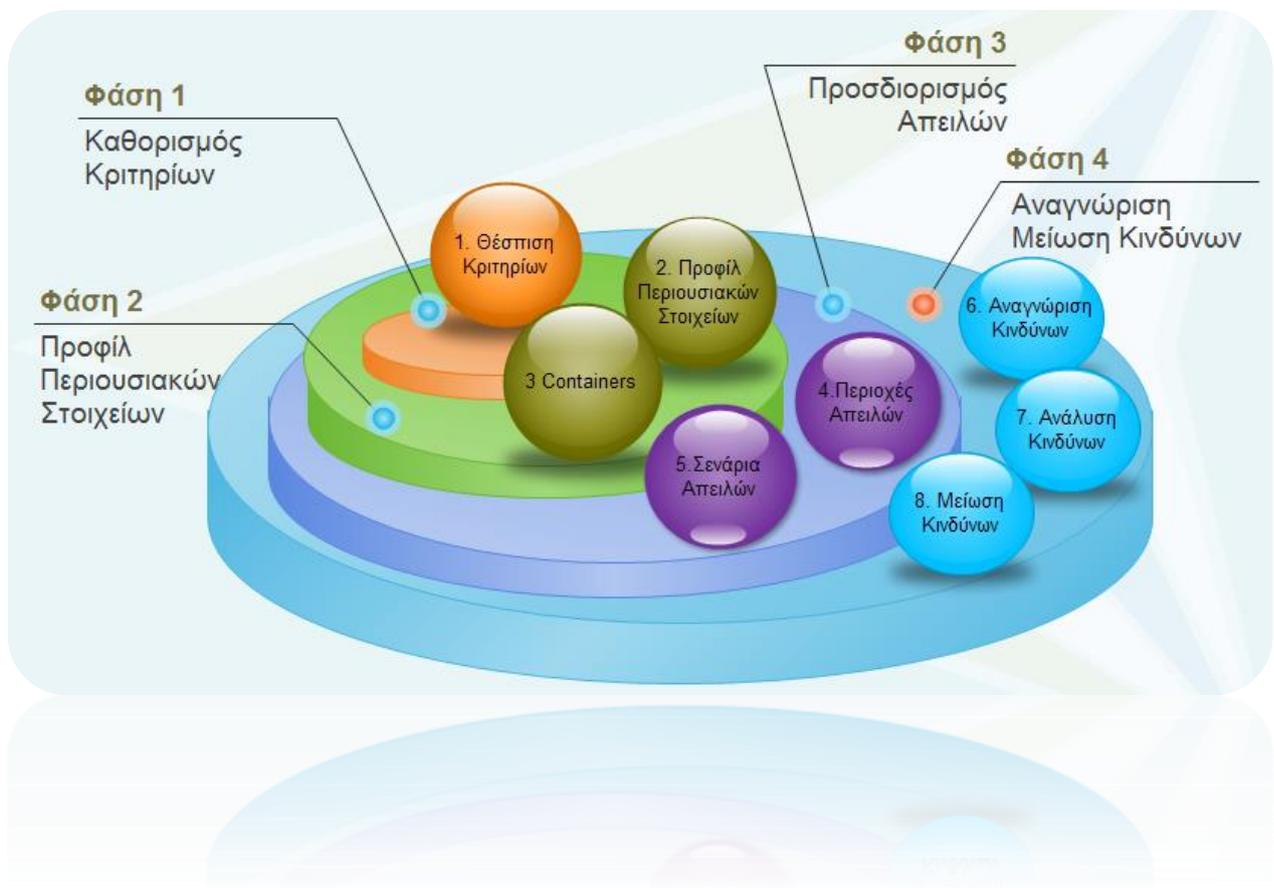 Φάση 1
Καθορισμός
Κριτηρίων
Φάση 2
Προφίλ
Περιουσιακών
Στοιχείων
Φάση 3
Προσδιορισμός
Απειλών
Φάση 4
Αναγνώριση
Μείωση Κινδύνων
1. Θέσπιση
Κριτηρίων
2. Προφίλ
Περιουσιακών
Στοιχείων
3 Containers
4.Περιοχές
Απειλών
5.Σενάρια
Απειλών
6. Αναγνώριση
Κινδύνων
7. Ανάλυση
Κινδύνων
8. Μείωση
Κινδύνων